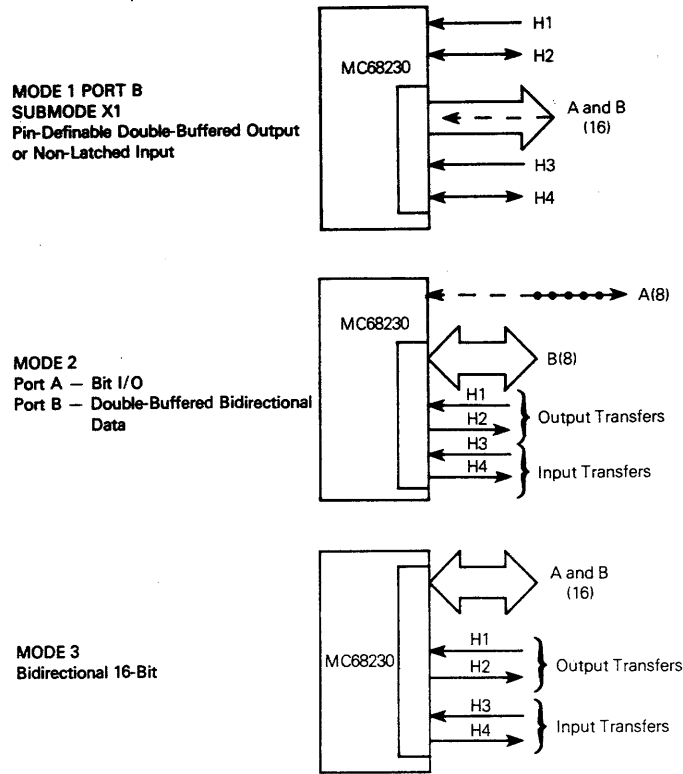 MODE 1 PORT B
SUBMODE X1
Pin-Definable Double-Buffered Output
or Non-Latched Input
MC68230
H1
H2
A and B
(16)
H3
H4
MODE 2
Port A — Bit I/O
Port B — Double-Buffered Bidirectional
Data
MC68230
A(8)
B(8)
H1
H2
Output Transfers
H3
H4
Input Transfers
MODE 3
Bidirectional 16-Bit
MC68230
A and B
(16)
H1
H2
Output Transfers
H3
H4
Input Transfers